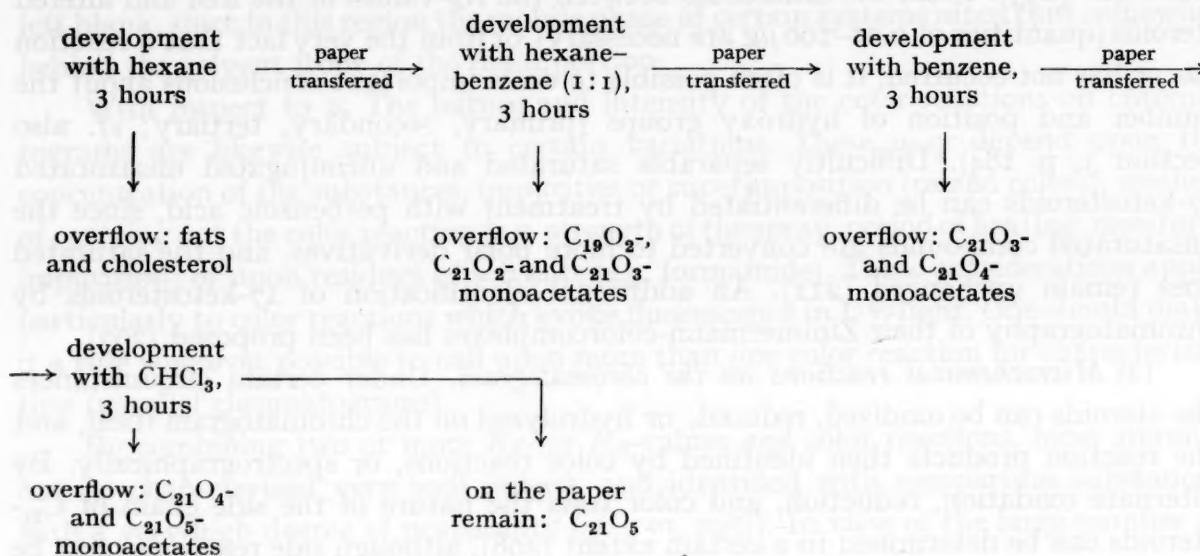 development
with hexane
3 hours
paper
transferred
development
with hexane-
benzene (1:1),
3 hours
paper
transferred
development
with benzene,
3 hours
paper
transferred
overflow: fats
and cholesterol
overflow: C₁₉O₂-,
C₂₁O₂- and C₂₁O₃-
monoacetates
overflow: C₂₁O₃-
and C₂₁O₄-
monoacetates
development
with CHCl₃,
3 hours
overflow: C₂₁O₄-
and C₂₁O₅-
monoacetates
on the paper
remain: C₂₁O₅